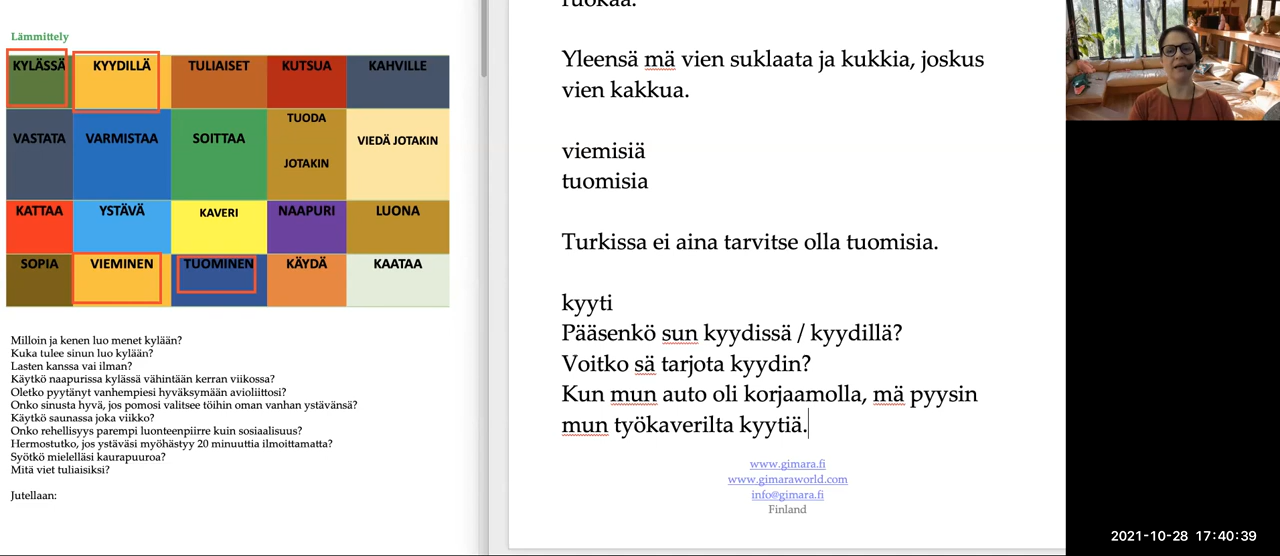 Lämmittely
KYLÄSSÄ KYYDILLÄ TULIAISET KUTSUA KAHVILLE
VASTATA VARMISTAA SOITTAA TUODA JOTAKIN VIEDÄ JOTAKIN
KATTAA YSTÄVÄ KAVERI NAAPURI LUONA
SOPIA VIEMINEN TUOMINEN KÄYDÄ KAATAA
Milloin ja kenen luo menet kylään?
Kuka tulee sinun luo kylään?
Lasten kanssa vai ilman?
Käytkö naapurissa kylässä vähintään kerran viikossa?
Oletko pyytänyt vanhempiesi hyväksymään avioliittosi?
Onko sinusta hyvä, jos pomosi valitsee töihin oman vanhan ystävänsä?
Käytkö saunassa joka viikko?
Onko rehellisyys parempi luonteenpiirre kuin sosiaalisuus?
Hermostutko, jos ystäväsi myöhästyy 20 minuuttia ilmoittamatta?
Syötkö mielelläsi kaurapuuroa?
Mitä viet tuliaisiksi?
Jutellaan:
ruokaa.
Yleensä mä vien suklaata ja kukkia, joskus
vien kakkua.
viemisiä
tuomisia
Turkissa ei aina tarvitse olla tuomisia.
kyyti
Pääsenkö sun kyydissä / kyydillä?
Voitko sä tarjota kyydin?
Kun mun auto oli korjaamolla, mä pyysin
mun työkaverilta kyytiä.
www.gimara.fi
www.gimaraworld.com
info@gimara.fi
Finland
2021-10-28 17:40:39